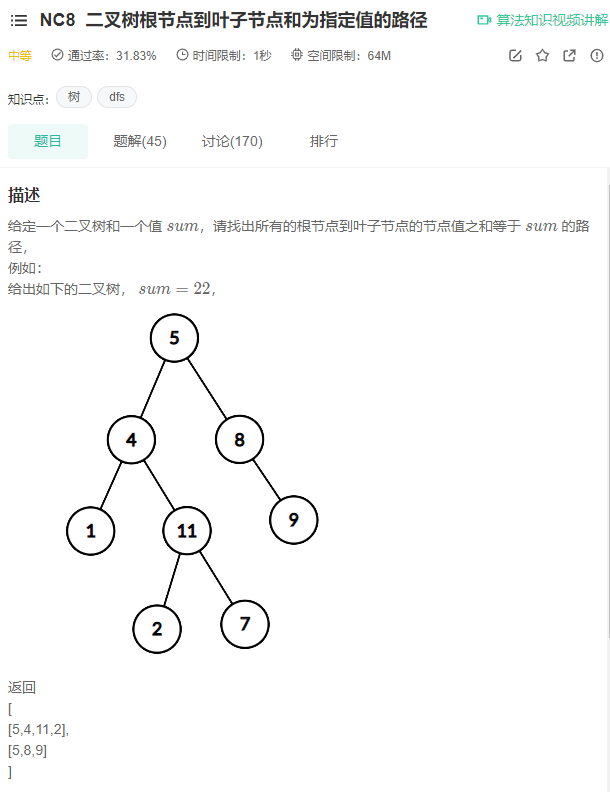 NC8 二叉树根节点到叶子节点和为指定值的路径
算法知识视频讲解
中等 通过率：31.83% 时间限制：1秒 空间限制：64M
知识点： 树 dfs
题目 题解(45) 讨论(170) 排行
描述
给定一个二叉树和一个值 sum，请找出所有的根节点到叶子节点的节点值之和等于 sum 的路
径，
例如：
给出如下的二叉树， sum = 22，
5
4 8
1 11 9
2 7
返回
[
[5,4,11,2],
[5,8,9]
]